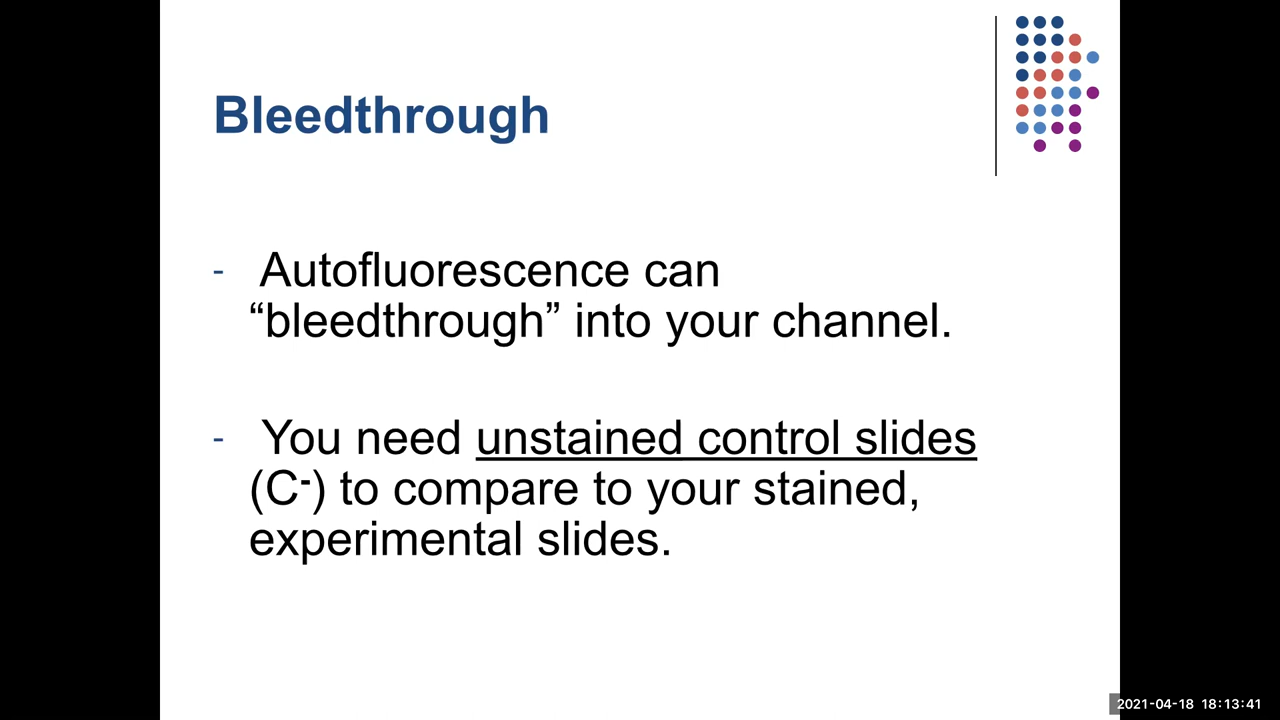 Bleedthrough
- Autofluorescence can
“bleedthrough” into your channel.
- You need unstained control slides
(C-) to compare to your stained,
experimental slides.
2021-04-18 18:13:41